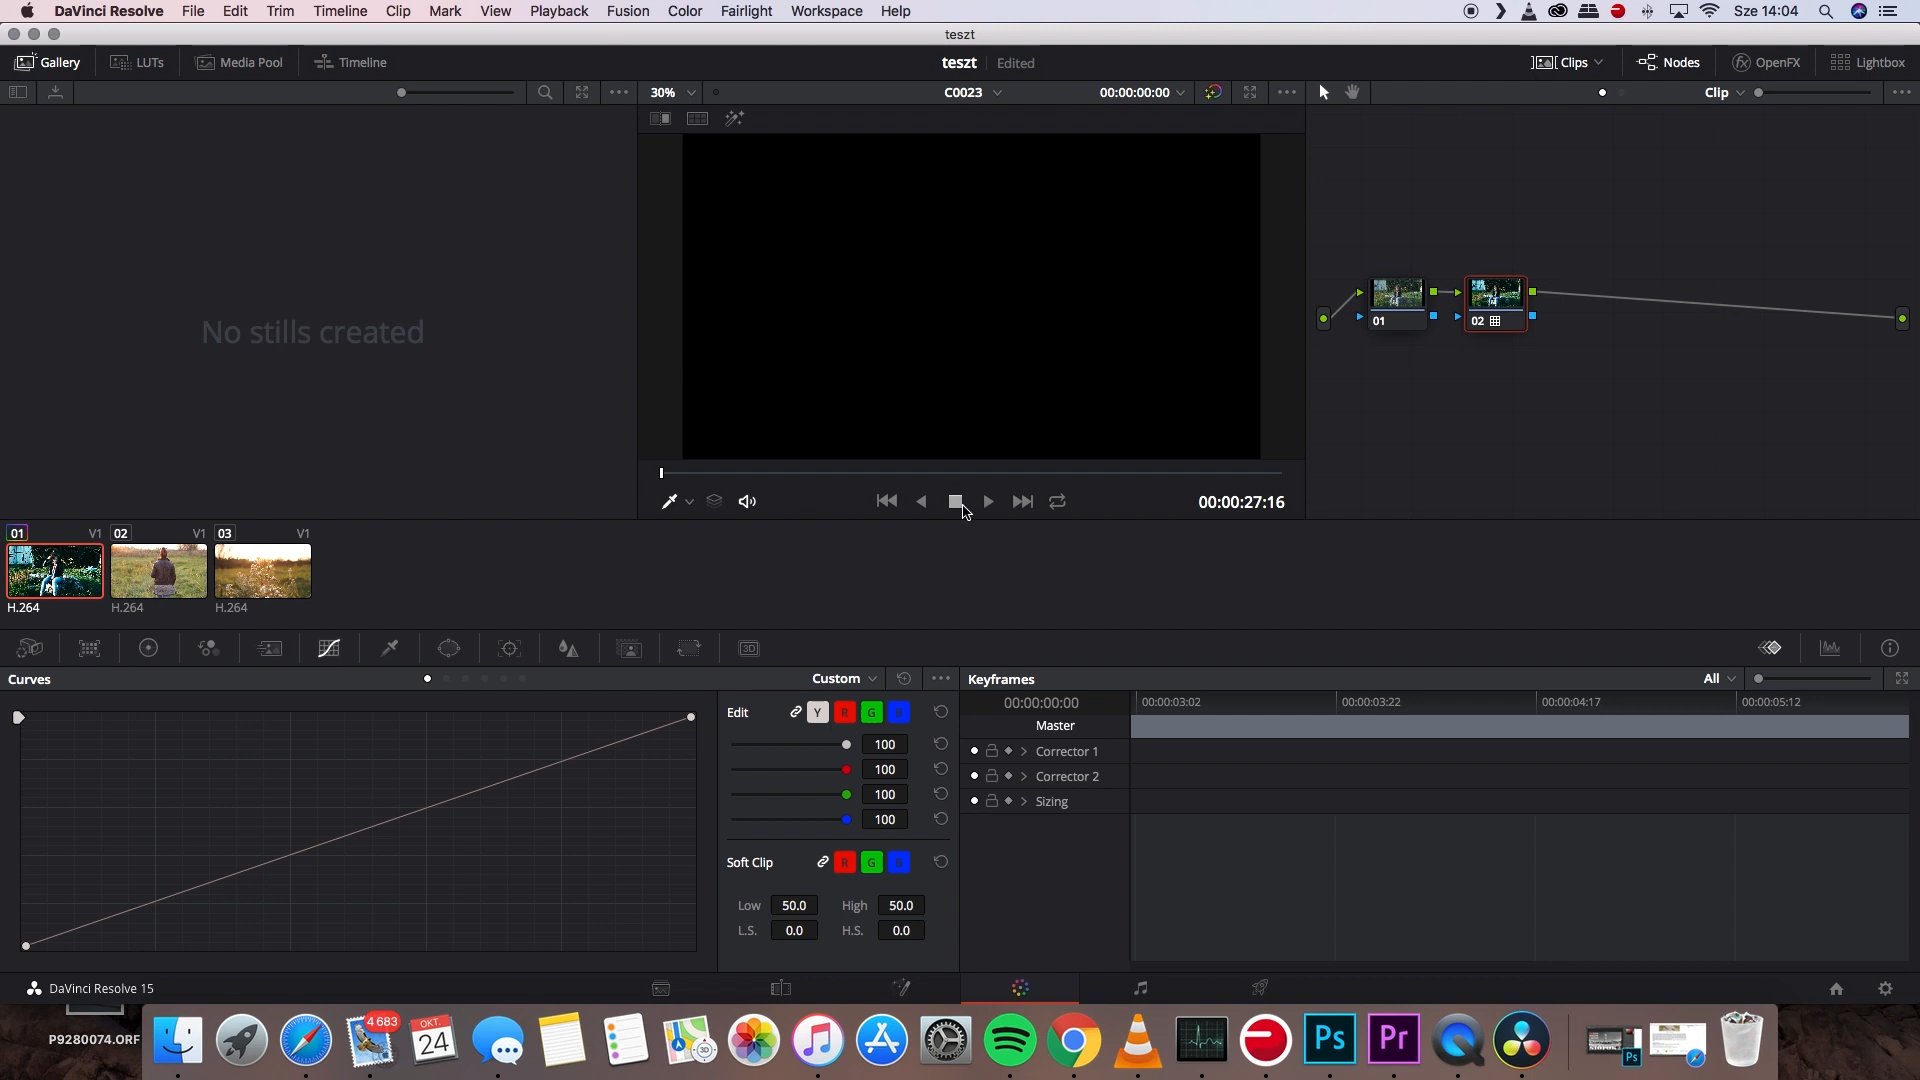 DaVinci Resolve File Edit Trim Timeline Clip Mark View Playback Fusion Color Fairlight Workspace Help Sze 14:04
teszt
Gallery LUTs Media Pool Timeline teszt Edited Clips Nodes OpenFX Lightbox
30% C0023 00:00:00:00 Clip
No stills created
01 02
00:00:27:16
01 V1 02 V1 03 V1
H.264 H.264 H.264
3D
Curves Custom Keyframes All
Edit Y R G B 00:00:00:00 00:00:03:02 00:00:03:22 00:00:04:17 00:00:05:12
Master
100 Corrector 1
100 Corrector 2
100 Sizing
100
Soft Clip R G B
Low 50.0 High 50.0
L.S. 0.0 H.S. 0.0
DaVinci Resolve 15
P9280074.ORF
4 683
OKT.
24
3D
Ps Pr
Ps